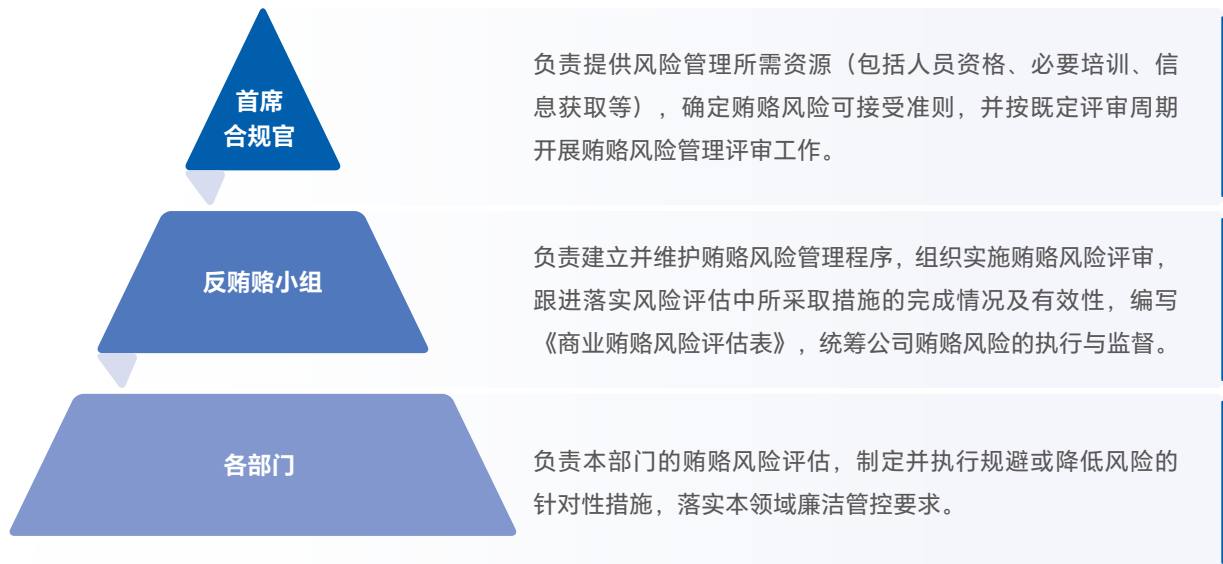 首席
合规官
负责提供风险管理所需资源（包括人员资格、必要培训、信
息获取等），确定贿赂风险可接受准则，并按既定评审周期
开展贿赂风险管理评审工作。
反贿赂小组
负责建立并维护贿赂风险管理程序，组织实施贿赂风险评审，
跟进落实风险评估中所采取措施的完成情况及有效性，编写
《商业贿赂风险评估表》，统筹公司贿赂风险的执行与监督。
各部门
负责本部门的贿赂风险评估，制定并执行规避或降低风险的
针对性措施，落实本领域廉洁管控要求。